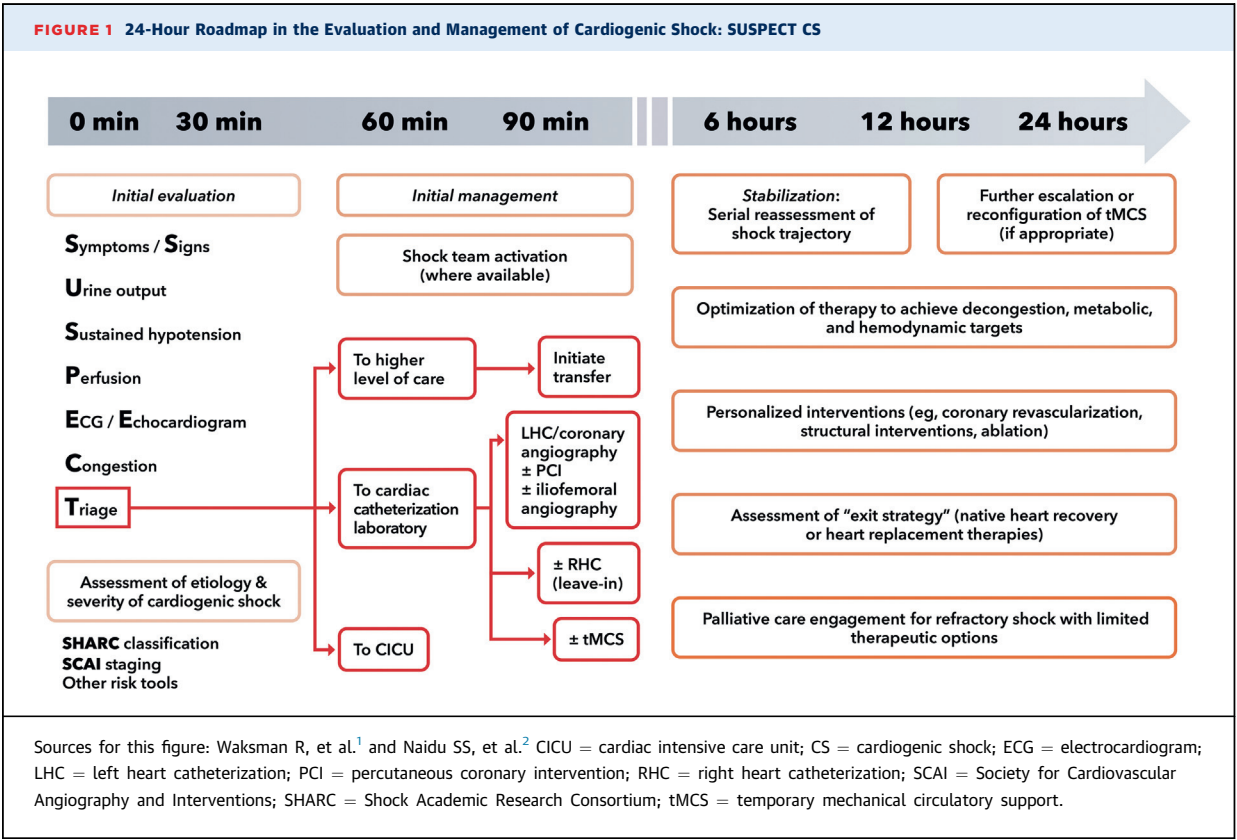 FIGURE 1 24-Hour Roadmap in the Evaluation and Management of Cardiogenic Shock: SUSPECT CS
0 min 30 min 60 min 90 min 6 hours 12 hours 24 hours
Initial evaluation
Symptoms / Signs
Urine output
Sustained hypotension
Perfusion
ECG / Echocardiogram
Congestion
Triage
Assessment of etiology &
severity of cardiogenic shock
SHARC classification
SCAI staging
Other risk tools
Initial management
Shock team activation
(where available)
To higher
level of care
Initiate
transfer
To cardiac
catheterization
laboratory
LHC/coronary
angiography
± PCI
± iliofemoral
angiography
± RHC
(leave-in)
± tMCS
To CICU
Stabilization:
Serial reassessment of
shock trajectory
Further escalation or
reconfiguration of tMCS
(if appropriate)
Optimization of therapy to achieve decongestion, metabolic,
and hemodynamic targets
Personalized interventions (eg, coronary revascularization,
structural interventions, ablation)
Assessment of “exit strategy” (native heart recovery
or heart replacement therapies)
Palliative care engagement for refractory shock with limited
therapeutic options
Sources for this figure: Waksman R, et al.1 and Naidu SS, et al.2 CICU = cardiac intensive care unit; CS = cardiogenic shock; ECG = electrocardiogram;
LHC = left heart catheterization; PCI = percutaneous coronary intervention; RHC = right heart catheterization; SCAI = Society for Cardiovascular
Angiography and Interventions; SHARC = Shock Academic Research Consortium; tMCS = temporary mechanical circulatory support.